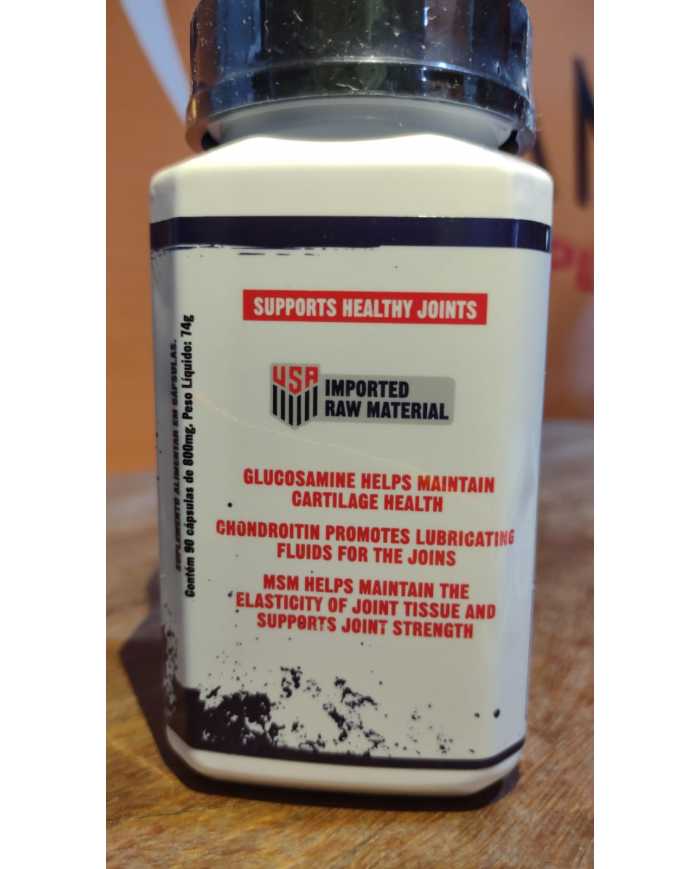 SUPPORTS HEALTHY JOINTS
USA
IMPORTED
RAW MATERIAL
GLUCOSAMINE HELPS MAINTAIN
CARTILAGE HEALTH
CHONDROITIN PROMOTES LUBRICATING
FLUIDS FOR THE JOINS
MSM HELPS MAINTAIN THE
ELASTICITY OF JOINT TISSUE AND
SUPPORTS JOINT STRENGTH
SUPLEMENTO ALIMENTAR EM CÁPSULAS.
Contém 90 cápsulas de 800mg. Peso Líquido: 74g